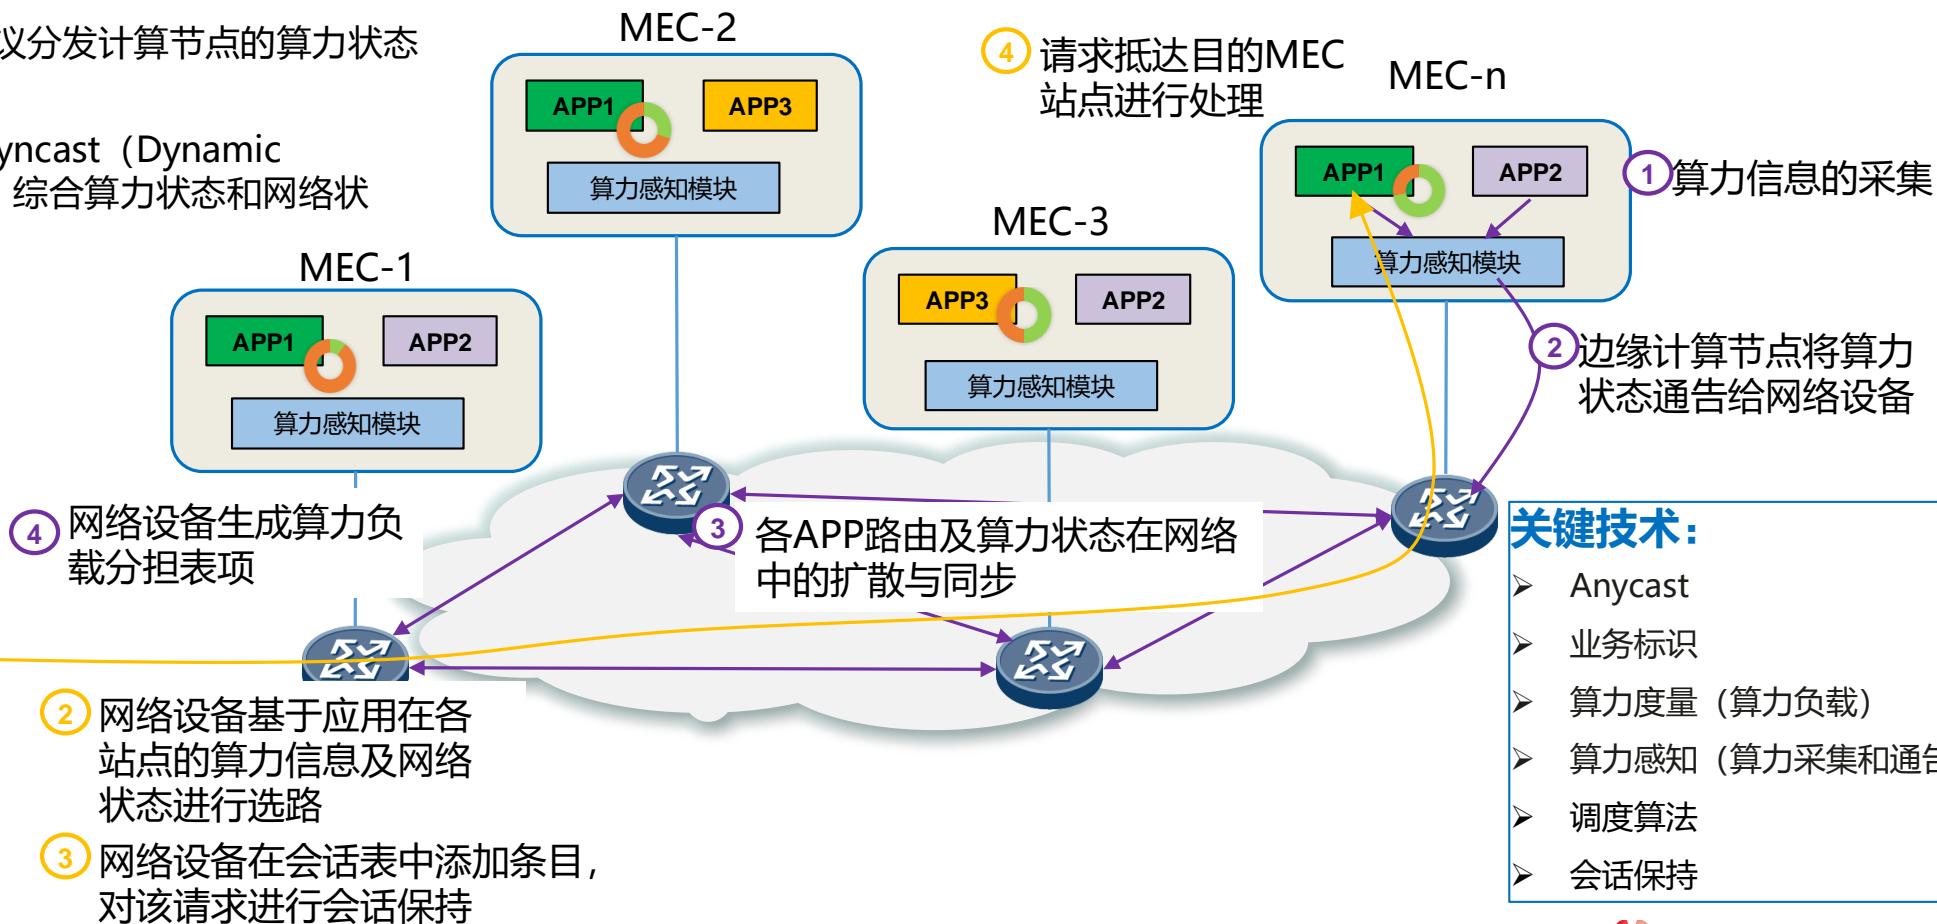 议分发计算节点的算力状态
yncast（Dynamic
综合算力状态和网络状
MEC-2
APP1
APP3
算力感知模块
4
请求抵达目的MEC
站点进行处理
MEC-n
APP1
APP2
算力感知模块
1
算力信息的采集
MEC-3
APP3
APP2
算力感知模块
MEC-1
APP1
APP2
算力感知模块
2
边缘计算节点将算力
状态通告给网络设备
4
网络设备生成算力负
载分担表项
3
各APP路由及算力状态在网络
中的扩散与同步
2
网络设备基于应用在各
站点的算力信息及网络
状态进行选路
3
网络设备在会话表中添加条目，
对该请求进行会话保持
关键技术：
Anycast
业务标识
算力度量（算力负载）
算力感知（算力采集和通告
调度算法
会话保持